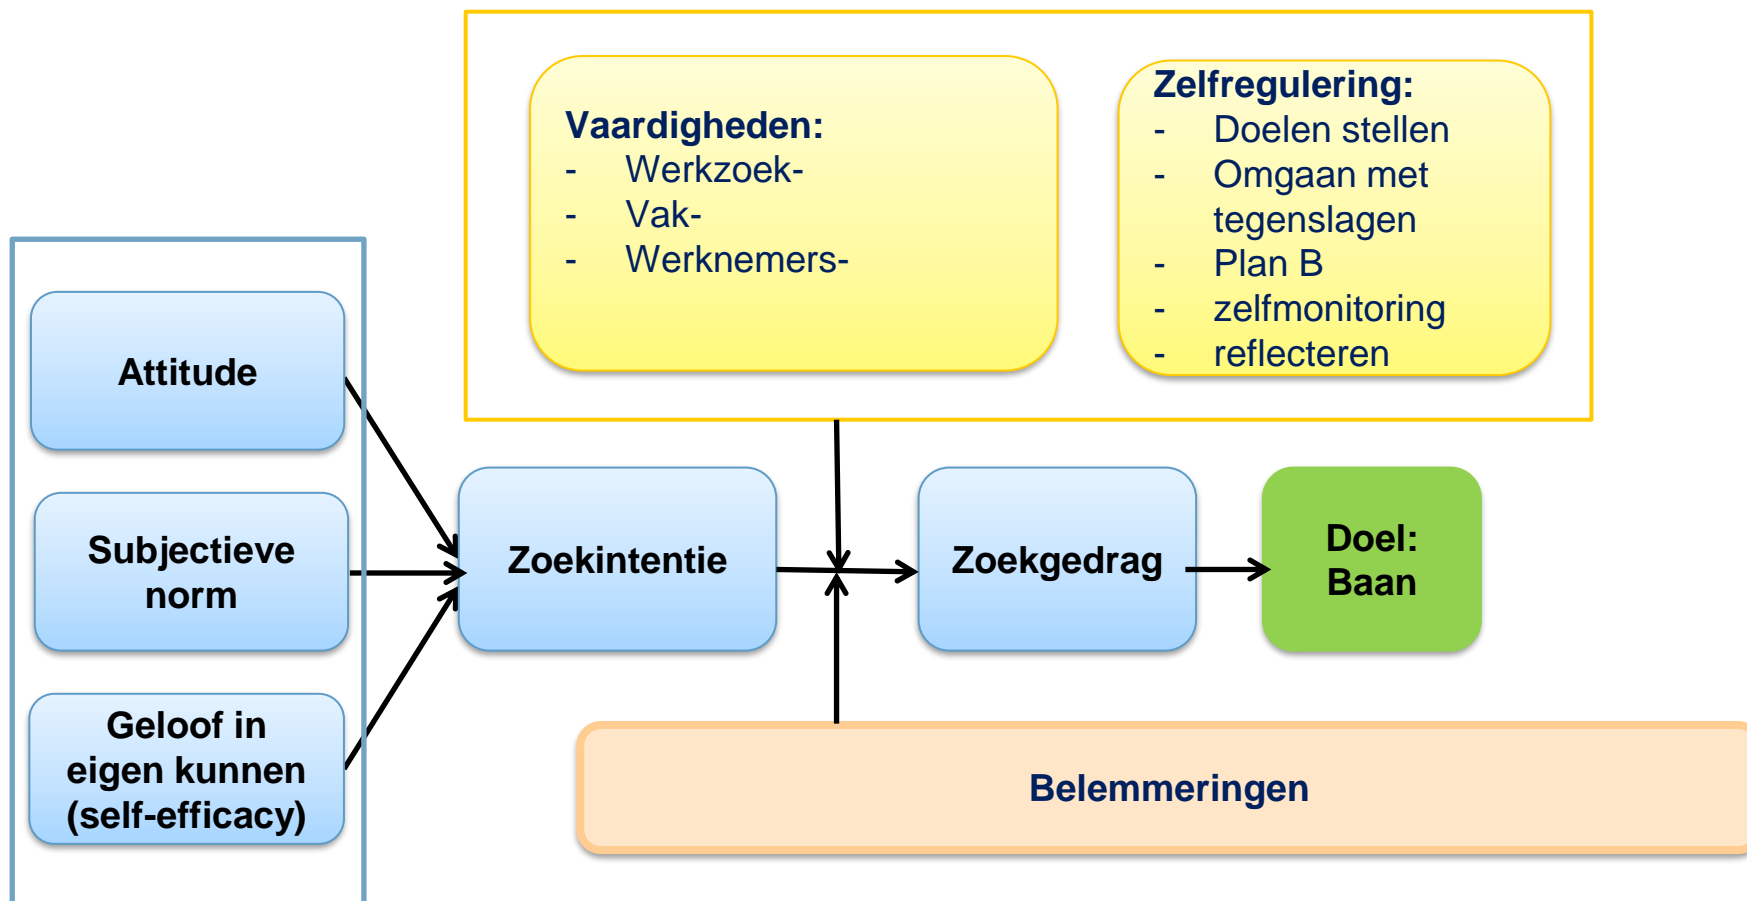 Vaardigheden:
- Werkzoek-
- Vak-
- Werknemers-
Zelfregulering:
- Doelen stellen
- Omgaan met
tegenslagen
- Plan B
- zelfmonitoring
- reflecteren
Attitude
Subjectieve
norm
Geloof in
eigen kunnen
(self-efficacy)
Zoekintentie
Zoekgedrag
Doel:
Baan
Belemmeringen